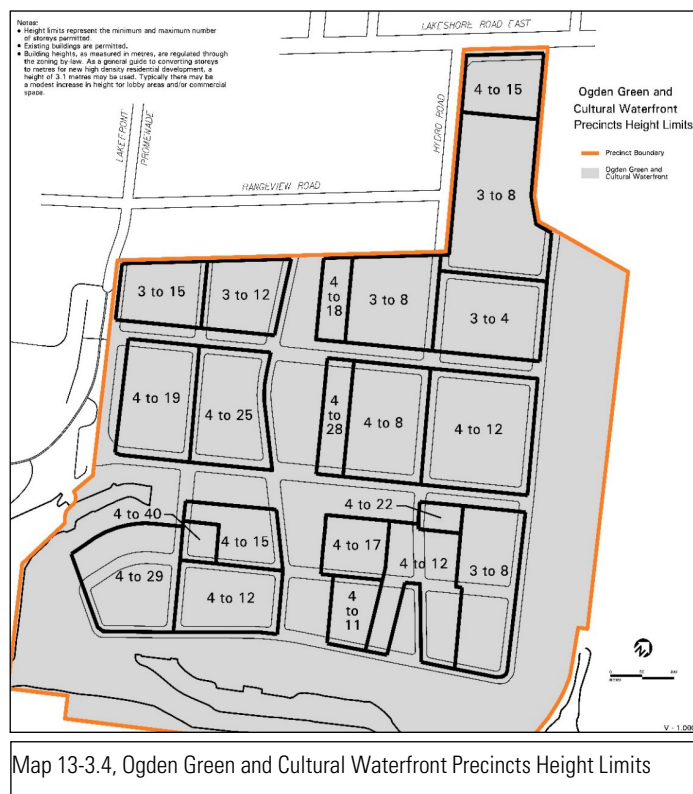 Notes:
• Height limits represent the minimum and maximum number
of storeys permitted.
• Existing buildings are permitted.
• Building heights, as measured in metres, are regulated through
the zoning by-law. As a general guide to converting storeys
to metres for new high density residential development, a
height of 3.1 metres may be used. Typically there may be
a modest increase in height for lobby areas and/or commercial
space.
LAKESHORE ROAD EAST
LAKEFRONT
PROMENADE
HYDRO ROAD
RANGEVIEW ROAD
Ogden Green and
Cultural Waterfront
Precincts Height Limits
Precinct Boundary
Ogden Green and
Cultural Waterfront
4 to 15
3 to 8
3 to 15
3 to 12
4
to
18
3 to 8
3 to 4
4 to 19
4 to 25
4
to
28
4 to 8
4 to 12
4 to 40
4 to 15
4 to 22
4 to 17
4 to 12
3 to 8
4 to 29
4 to 12
4
to
11
Map 13-3.4, Ogden Green and Cultural Waterfront Precincts Height Limits